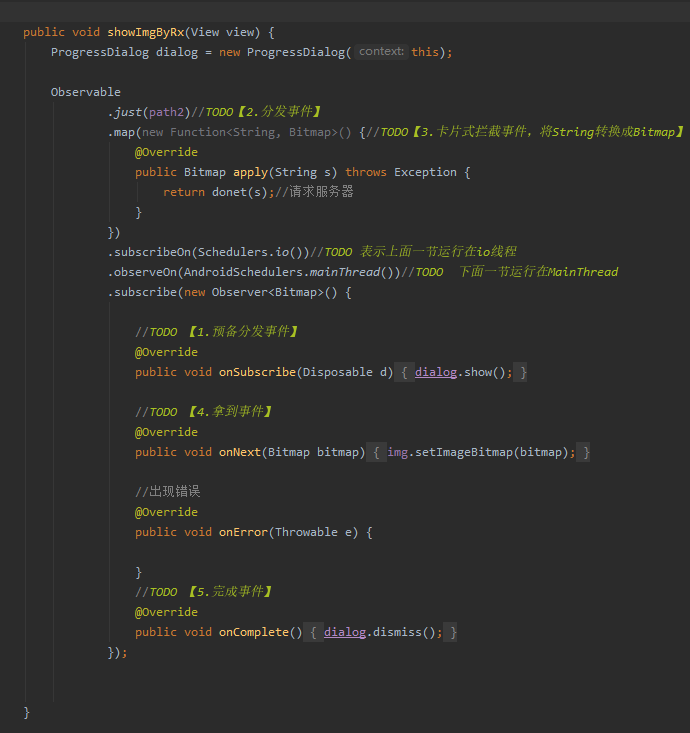 public void showImgByRx(View view) {
ProgressDialog dialog = new ProgressDialog( context: this);
Observable
.just(path2)//TODO【2.分发事件】
.map(new Function<String, Bitmap>() {//TODO【3.卡片式拦截事件，将String转换成Bitmap】
@Override
public Bitmap apply(String s) throws Exception {
return donet(s);//请求服务器
}
})
.subscribeOn(Schedulers.io())//TODO 表示上面一节运行在io线程
.observeOn(AndroidSchedulers.mainThread())//TODO  下面一节运行在MainThread
.subscribe(new Observer<Bitmap>() {
//TODO 【1.预备分发事件】
@Override
public void onSubscribe(Disposable d) { dialog.show(); }
//TODO 【4.拿到事件】
@Override
public void onNext(Bitmap bitmap) { img.setImageBitmap(bitmap); }
//出现错误
@Override
public void onError(Throwable e) {
}
//TODO 【5.完成事件】
@Override
public void onComplete() { dialog.dismiss(); }
});
}